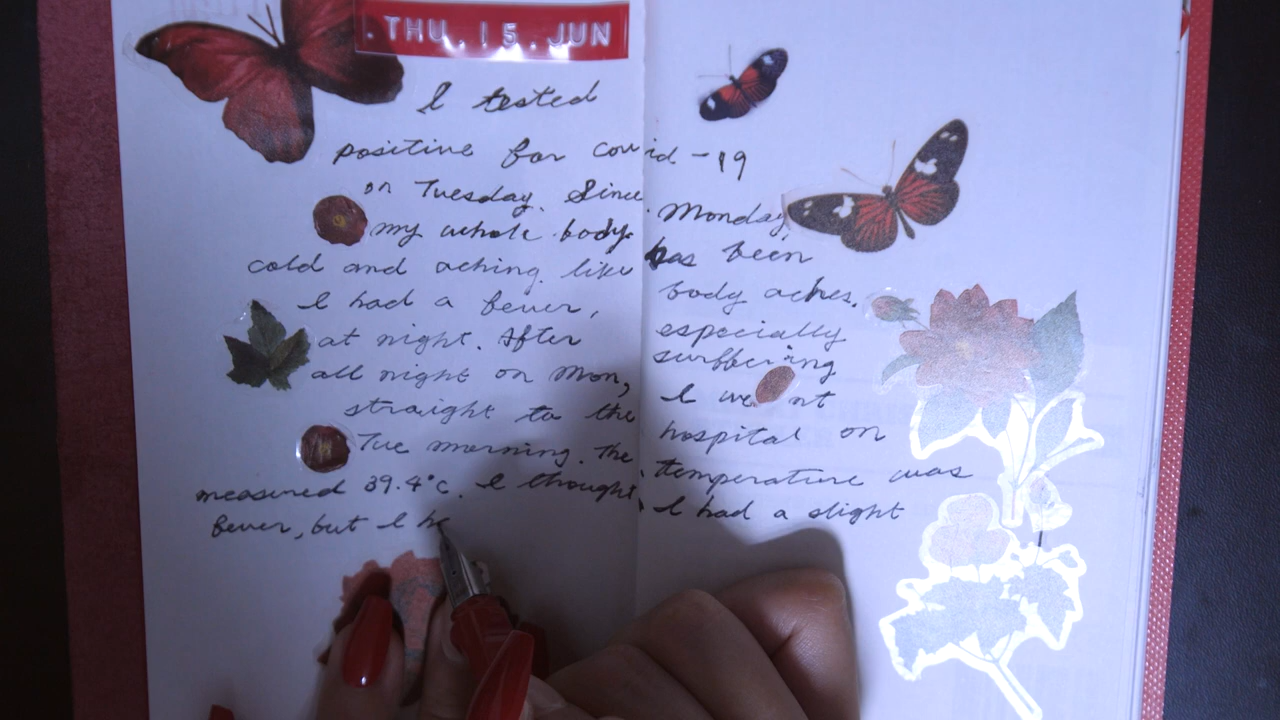 .THU.15.JUN
I tested
positive for covid-19
on Tuesday. Since Monday,
my whole body has been
cold and aching like body aches.
I had a fever, especially
at night. After surffering
all night on Mon, I went
straight to the hospital on
Tue morning. The temperature was
measured 39.4°c. I thought I had a slight
fever, but I ha